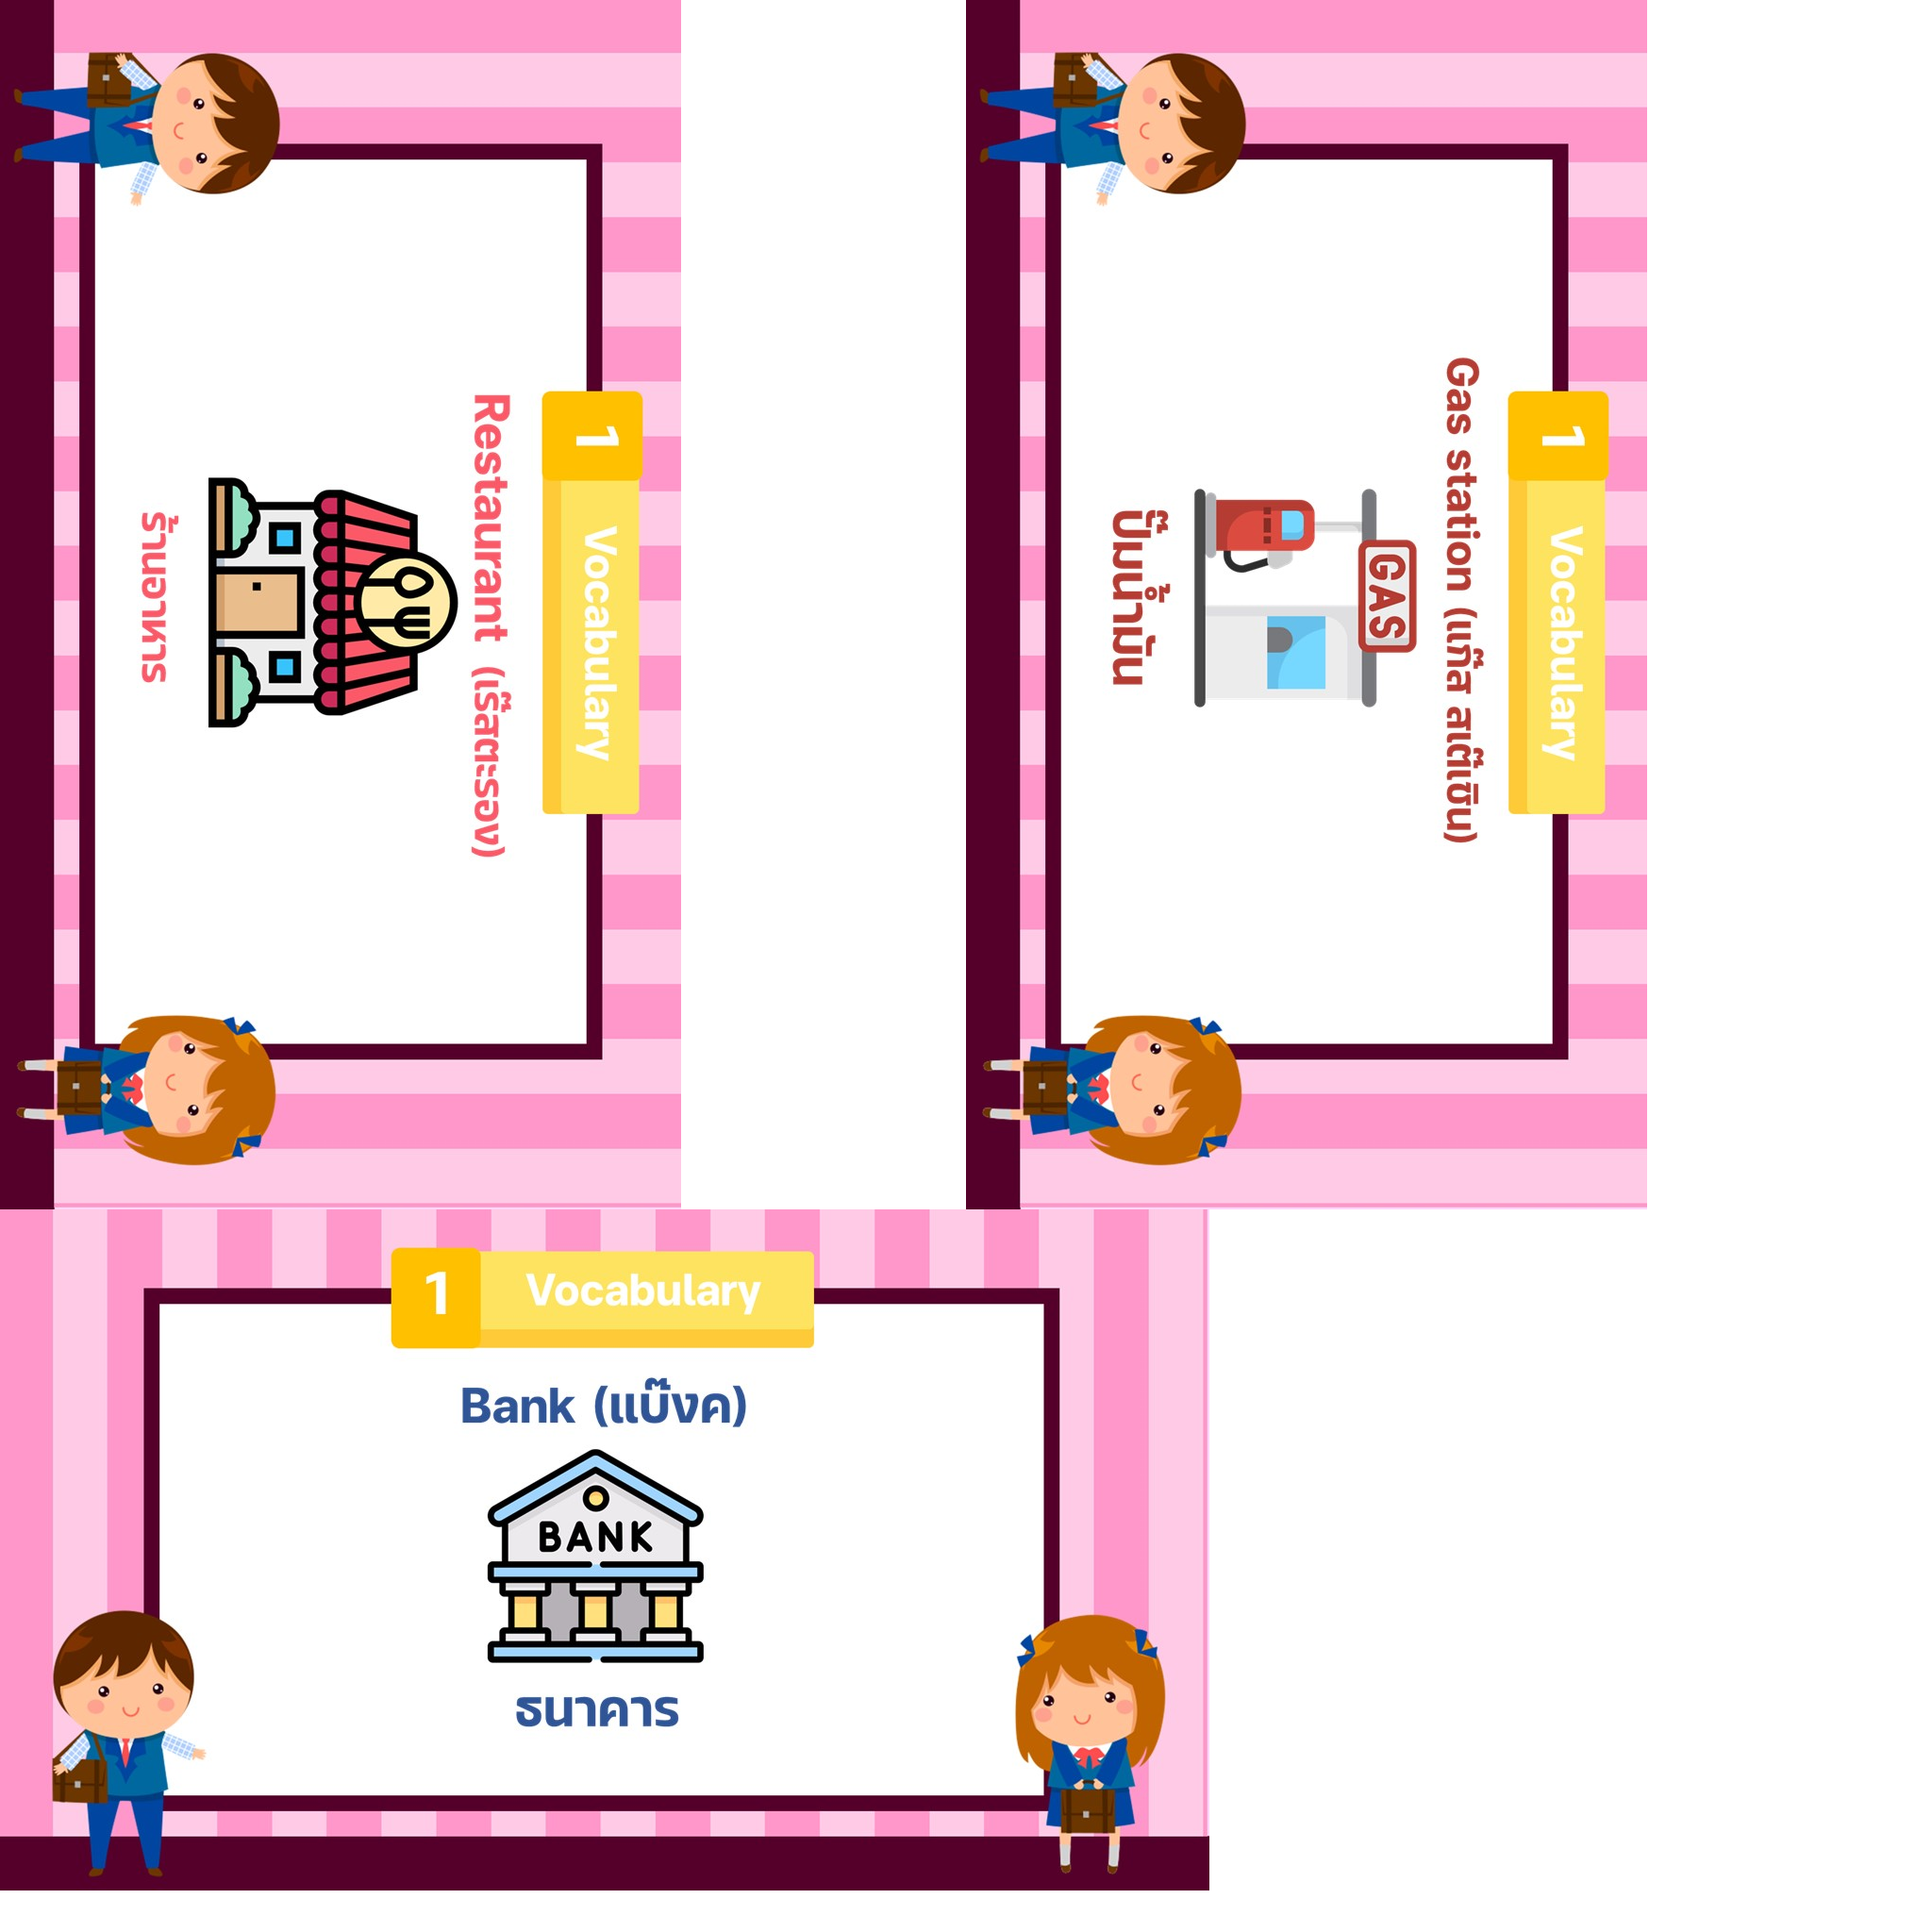 1 Vocabulary
Restaurant (เร็สตะรอง)
ร้านอาหาร
1 Vocabulary
Gas station (แก๊ส สเต๊เชิน)
GAS
ปั๊มน้ำมัน
1 Vocabulary
Bank (แบ๊งค)
BANK
ธนาคาร